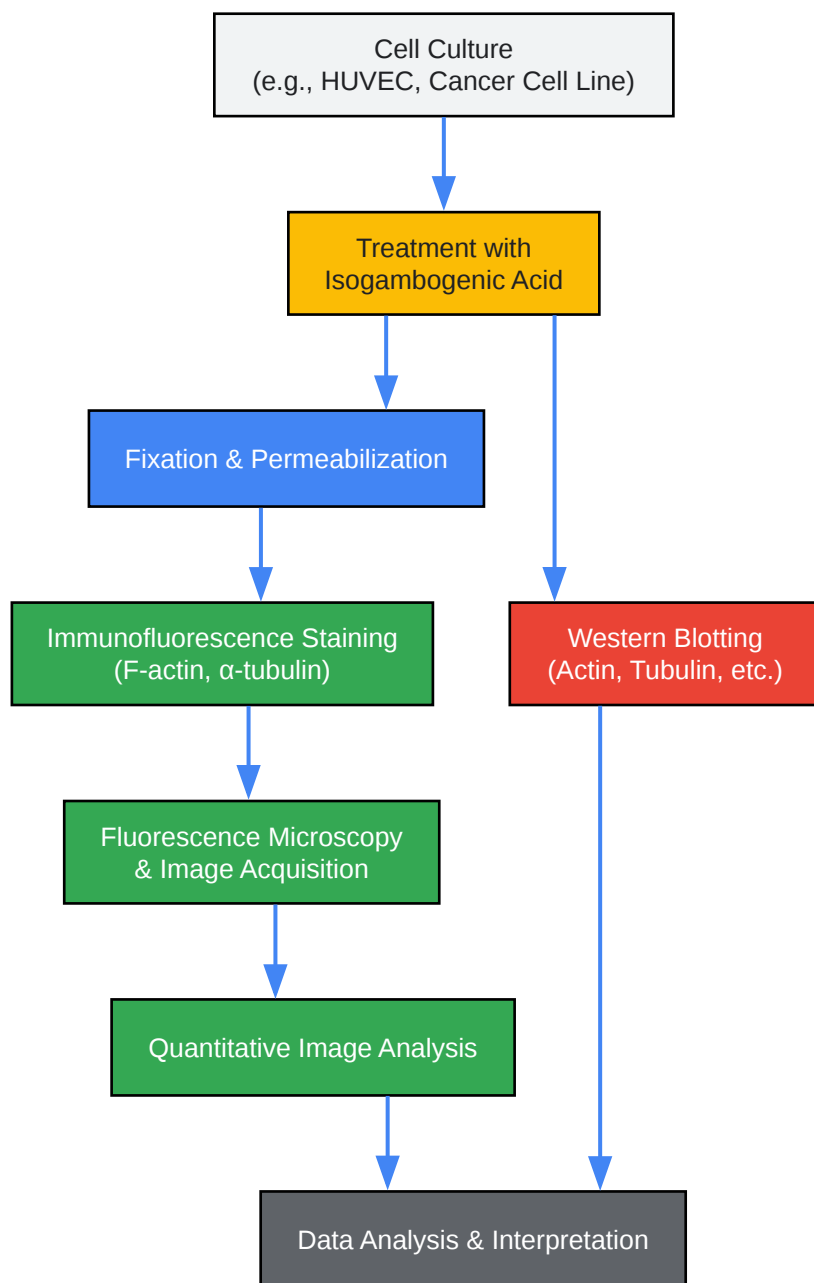 Cell Culture
(e.g., HUVEC, Cancer Cell Line)
Treatment with
Isogambogenic Acid
Fixation & Permeabilization
Immunofluorescence Staining
(F-actin, α-tubulin)
Western Blotting
(Actin, Tubulin, etc.)
Fluorescence Microscopy
& Image Acquisition
Quantitative Image Analysis
Data Analysis & Interpretation